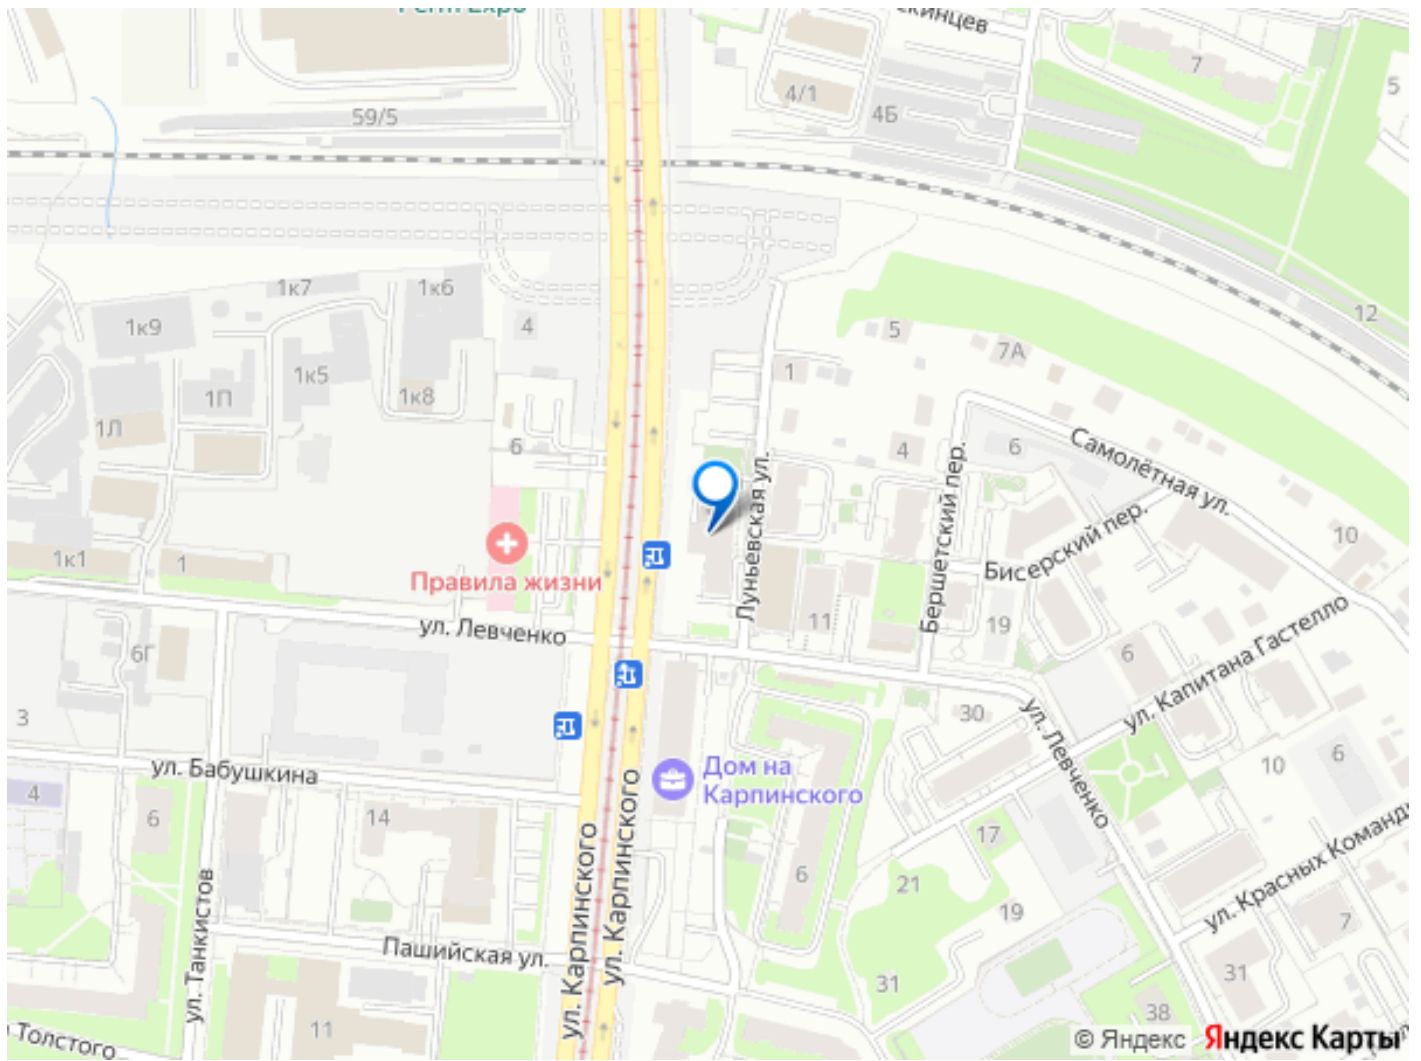 Perm Expo
4/1
4Б
7
5
59/5
12
1к7
1к6
1к9
4
5
7А
1к5
1П
1к8
1
1Л
6
4
6
Самолётная ул.
Луньевская ул.
Бершетский пер.
Бисерский пер.
10
1к1
1
Правила жизни
ул. Левченко
11
19
6Г
6
ул. Капитана Гастелло
3
30
ул. Левченко
ул. Бабушкина
Дом на
Карпинского
10
6
4
6
14
17
ул. Карпинского
ул. Карпинского
6
21
19
ул. Красных Команд
7
ул. Танкистов
Пашийская ул.
31
31
38
11
Толстого
© Яндекс
Яндекс Карты